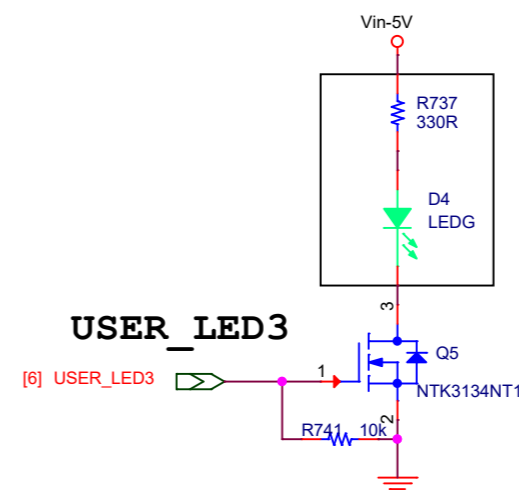 Vin-5V
R737
330R
D4
LEDG
3
USER_LED3
Q5
1
[6] USER_LED3
NTK3134NT1
2
R741 10k